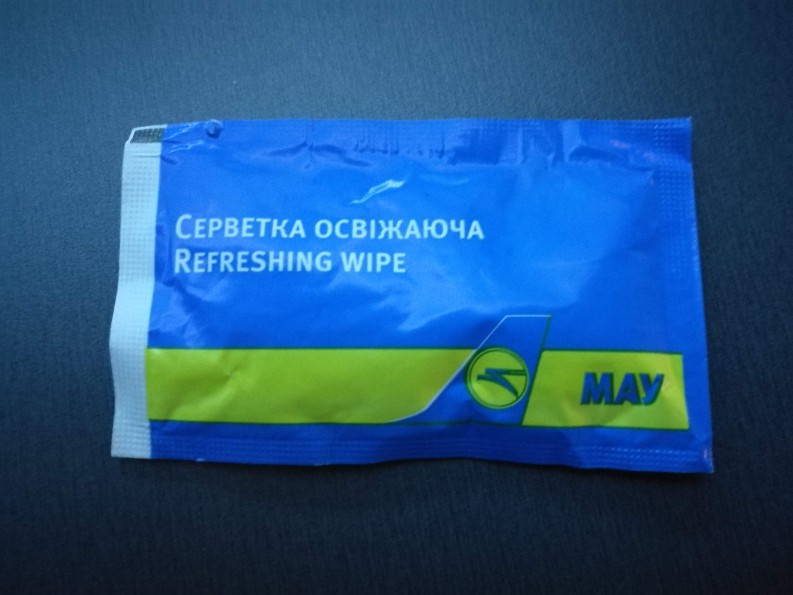 Серветка освіжаюча
Refreshing wipe
МАУ